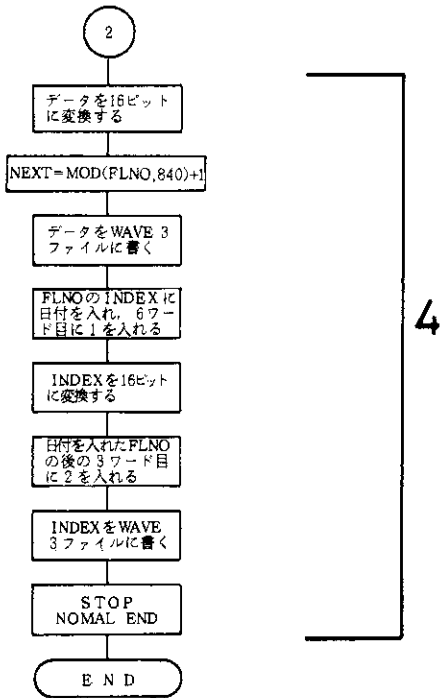 2
データを16ビット
に変換する
NEXT=MOD(FLNO,840)+1
データをWAVE 3
ファイルに書く
FLNOのINDEXに
日付を入れ, 6ワー
ド目に1を入れる
INDEXを16ビット
に変換する
日付を入れたFLNO
の後の3ワード目
に2を入れる
INDEXをWAVE
3ファイルに書く
STOP
NOMAL END
END
4